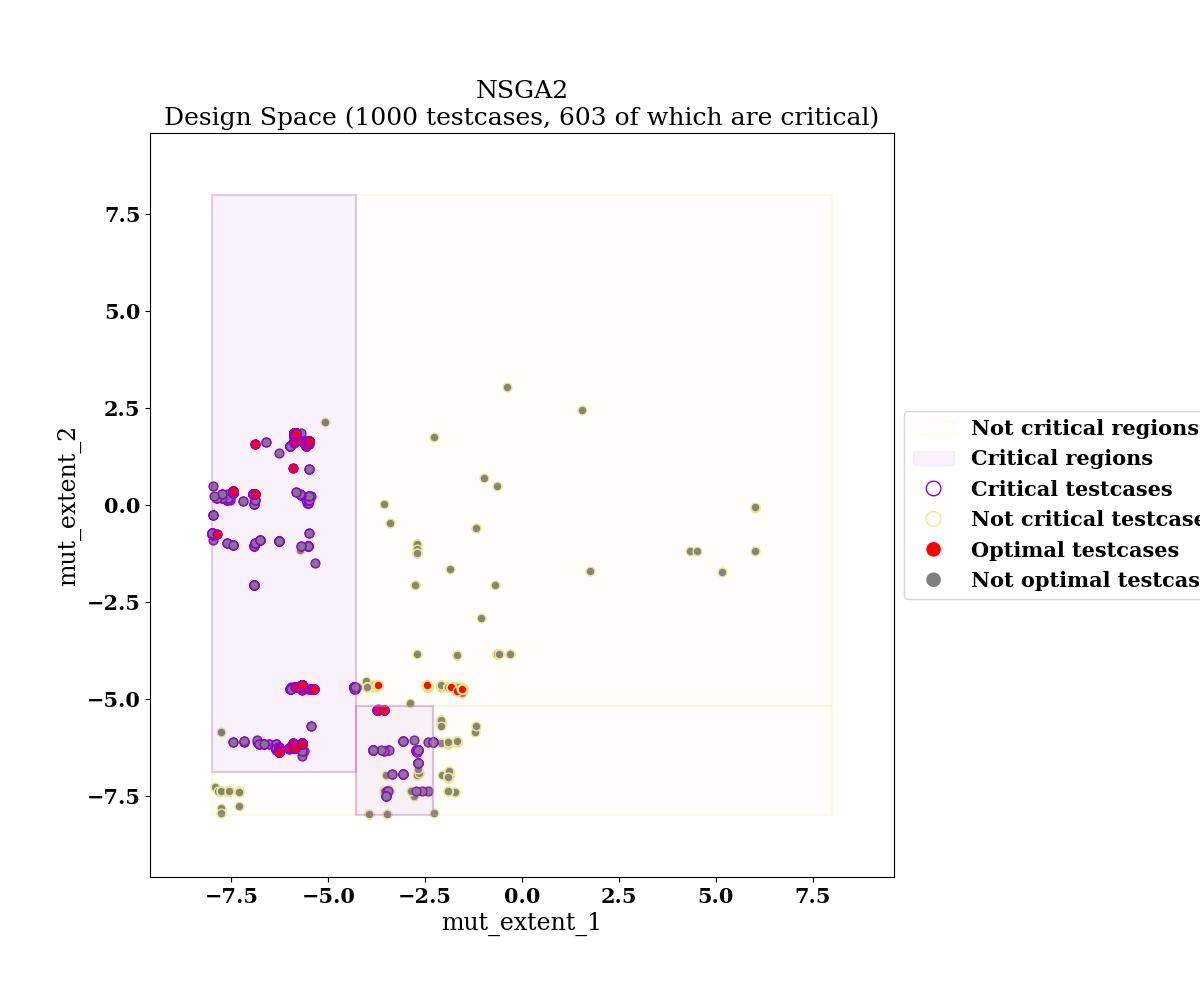 NSGA2
Design Space (1000 testcases, 603 of which are critical)
mut_extent_2
7.5
5.0
2.5
0.0
−2.5
−5.0
−7.5
−7.5 −5.0 −2.5 0.0 2.5 5.0 7.5
mut_extent_1
Not critical regions
Critical regions
Critical testcases
Not critical testcase
Optimal testcases
Not optimal testcas